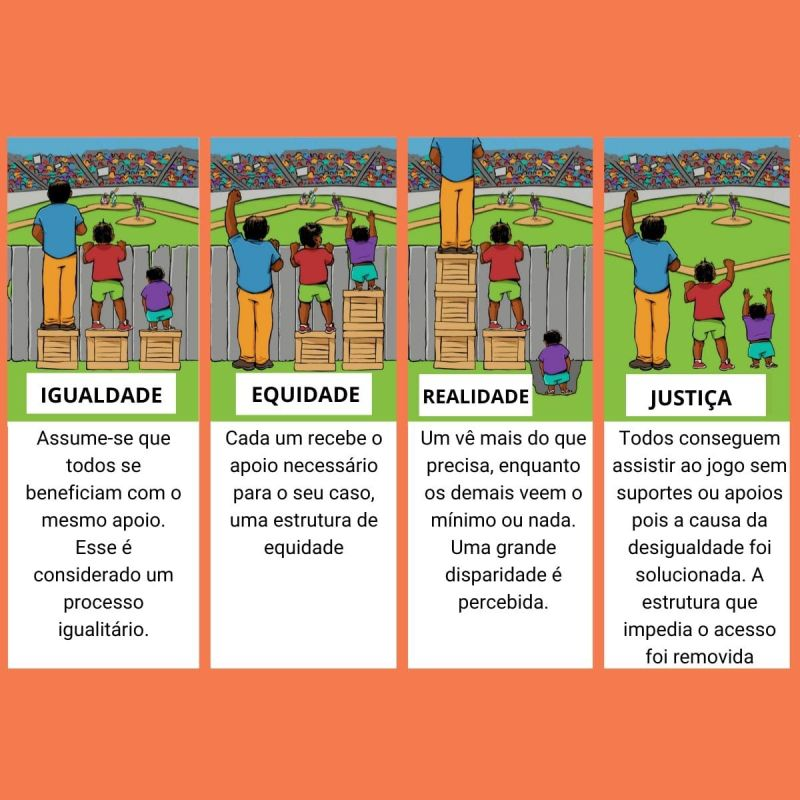 IGUALDADE
Assume-se que
todos se
beneficiam com o
mesmo apoio.
Esse é
considerado um
processo
igualitário.
EQUIDADE
Cada um recebe o
apoio necessário
para o seu caso,
uma estrutura de
equidade
REALIDADE
Um vê mais do que
precisa, enquanto
os demais veem o
mínimo ou nada.
Uma grande
disparidade é
percebida.
JUSTIÇA
Todos conseguem
assistir ao jogo sem
suportes ou apoios
pois a causa da
desigualdade foi
solucionada. A
estrutura que
impedia o acesso
foi removida